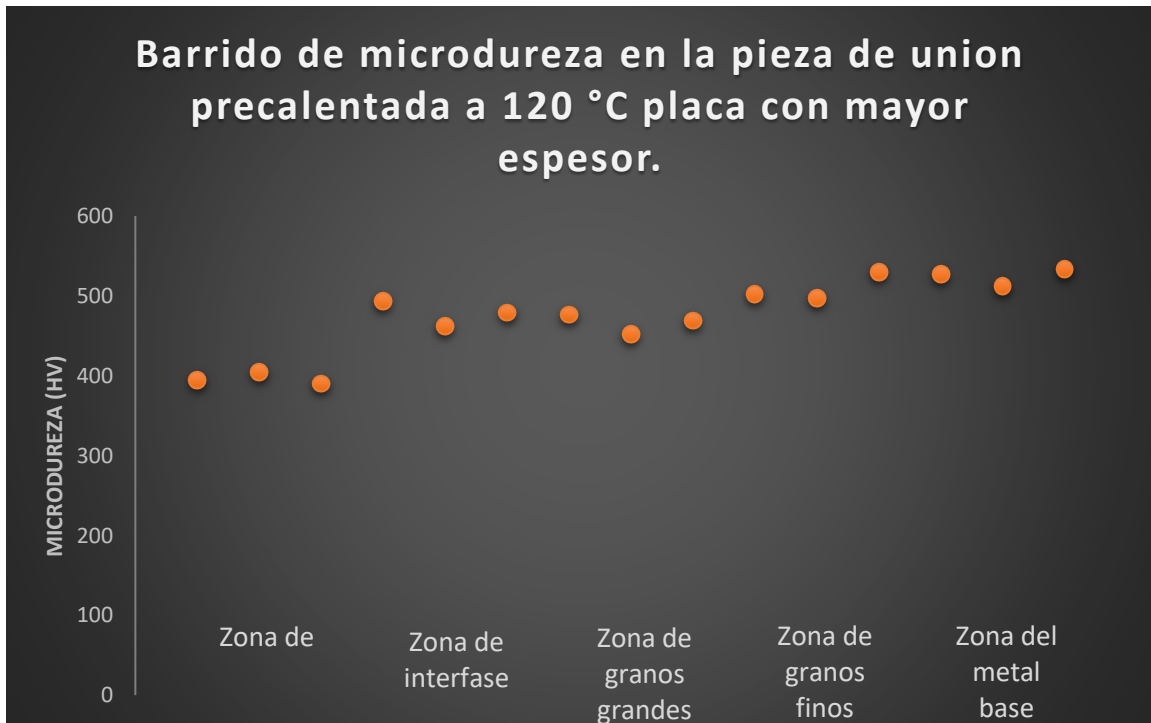 Barrido de microdureza en la pieza de union
precalentada a 120 °C placa con mayor
espesor.
600
500
400
300
200
100
0
MICRODUREZA (HV)
Zona de
Zona de
interfase
Zona de
granos
grandes
Zona de
granos
finos
Zona del
metal
base